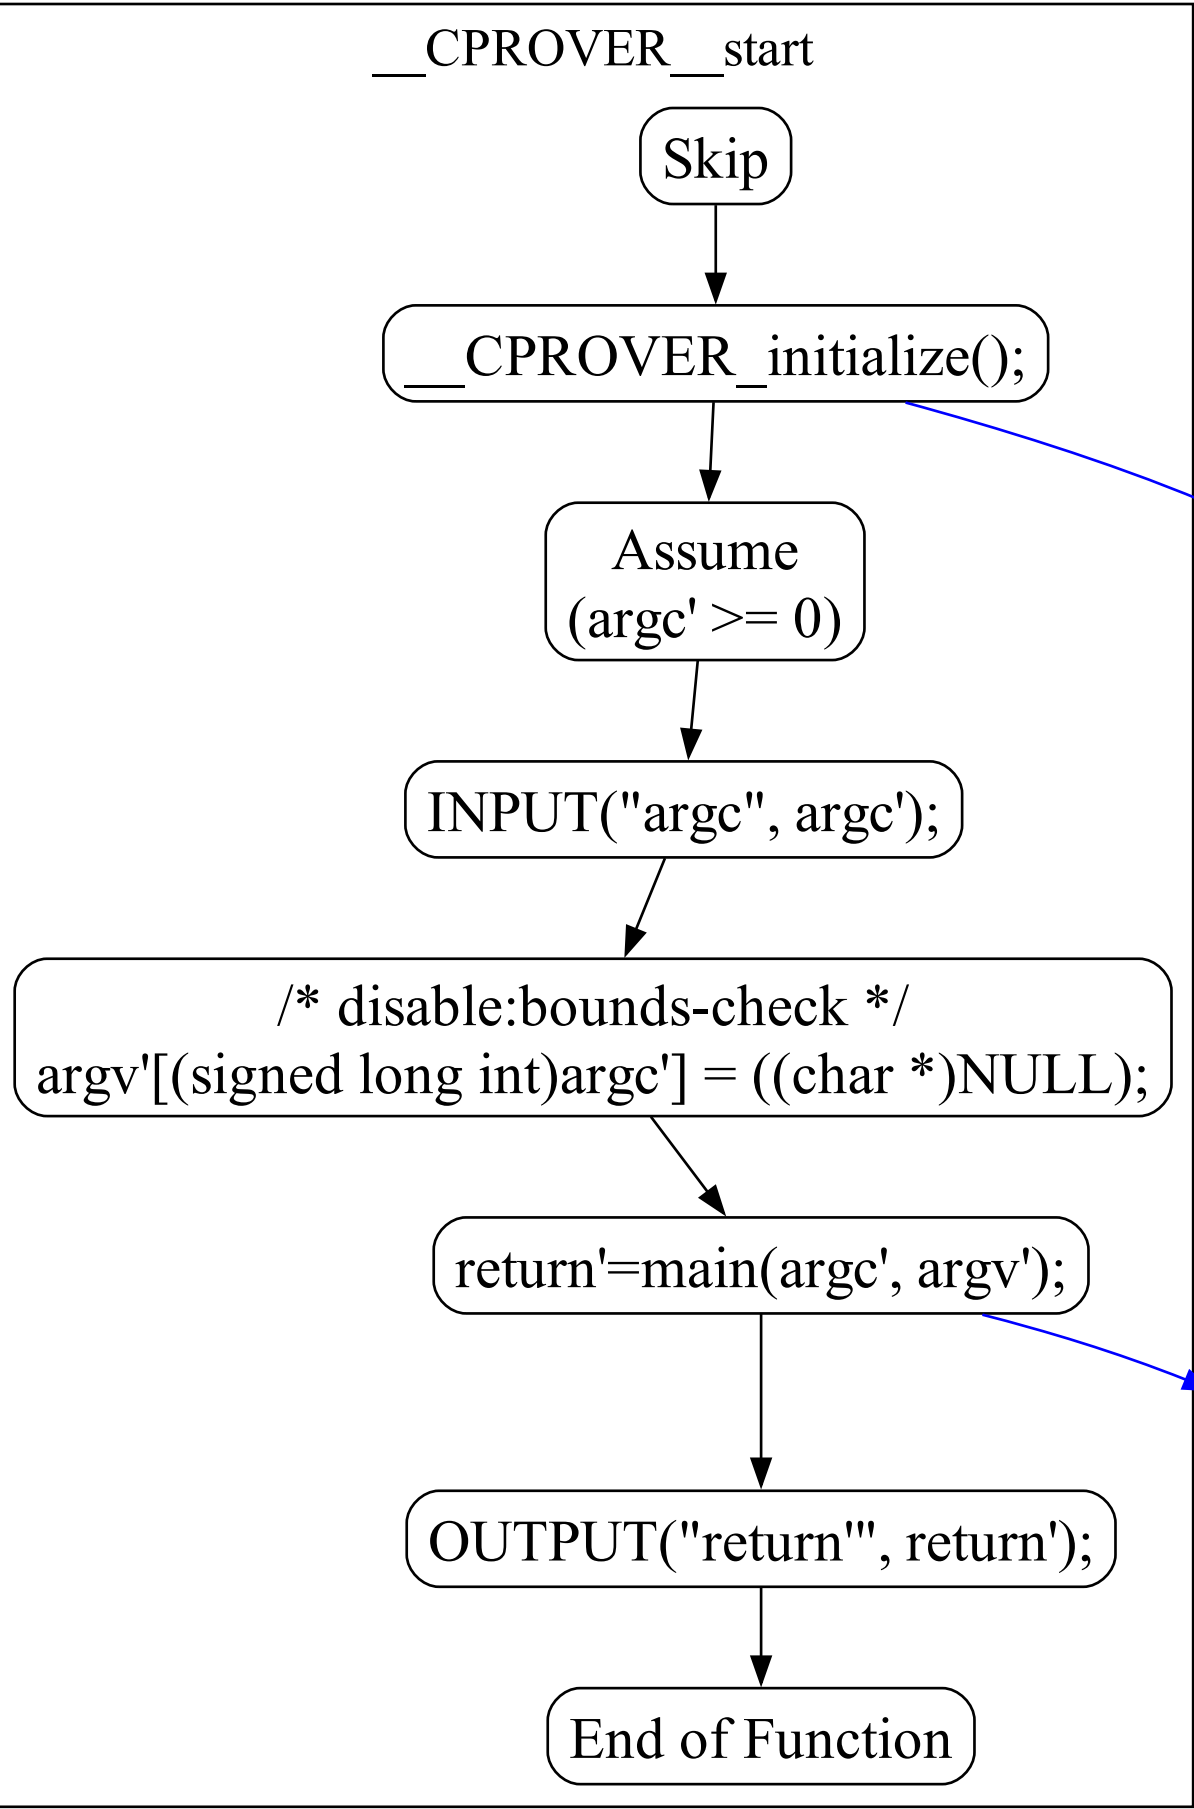 __CPROVER__start
Skip
__CPROVER_initialize();
Assume
(argc' >= 0)
INPUT("argc", argc');
/* disable:bounds-check */
argv'[(signed long int)argc'] = ((char *)NULL);
return'=main(argc', argv');
OUTPUT("return'", return');
End of Function